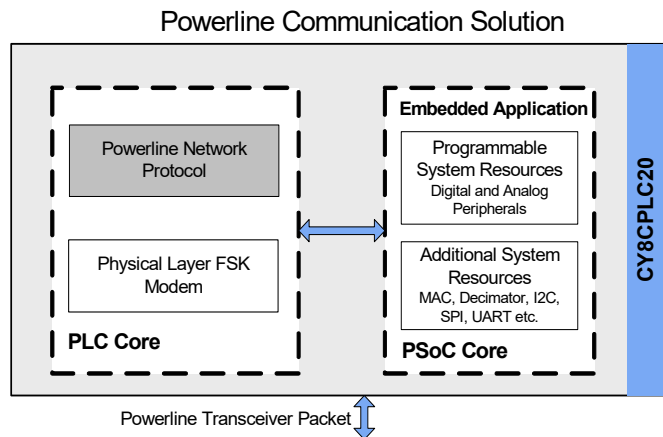 Powerline Communication Solution
Powerline Network
Protocol
Physical Layer FSK
Modem
PLC Core
Embedded Application
Programmable
System Resources
Digital and Analog
Peripherals
Additional System
Resources
MAC, Decimator, I2C,
SPI, UART etc.
PSoC Core
CY8CPLC20
Powerline Transceiver Packet